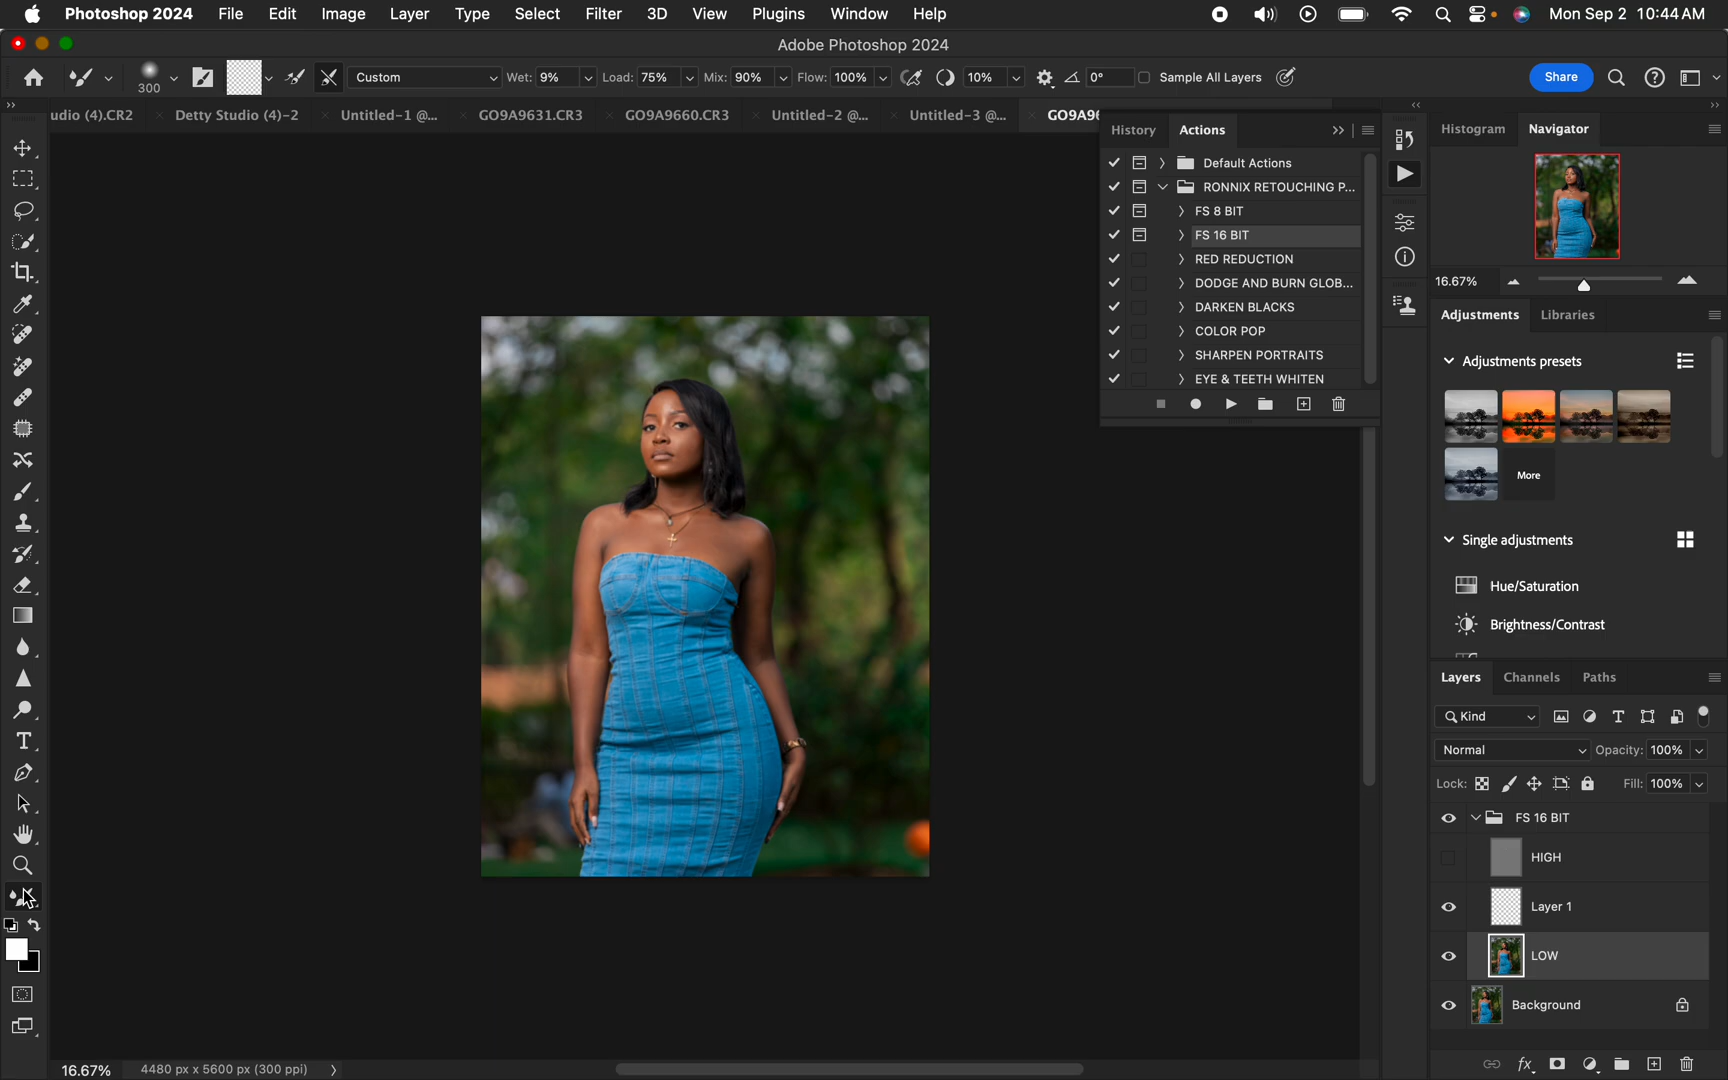 Photoshop 2024 File Edit Image Layer Type Select Filter 3D View Plugins Window Help Mon Sep 2 10:44 AM
Adobe Photoshop 2024
300 Custom Wet: 9% Load: 75% Mix: 90% Flow: 100% 10% 0° Sample All Layers Share
udio (4).CR2 × Detty Studio (4)-2 × Untitled-1 @... × GO9A9631.CR3 × GO9A9660.CR3 × Untitled-2 @... × Untitled-3 @... × GO9A96
History Actions
Default Actions
RONNIX RETOUCHING P...
FS 8 BIT
FS 16 BIT
RED REDUCTION
DODGE AND BURN GLOB...
DARKEN BLACKS
COLOR POP
SHARPEN PORTRAITS
EYE & TEETH WHITEN
Histogram Navigator
16.67%
Adjustments Libraries
Adjustments presets
More
Single adjustments
Hue/Saturation
Brightness/Contrast
Layers Channels Paths
Kind
Normal Opacity: 100%
Lock: Fill: 100%
FS 16 BIT
HIGH
Layer 1
LOW
Background
16.67% 4480 px x 5600 px (300 ppi)